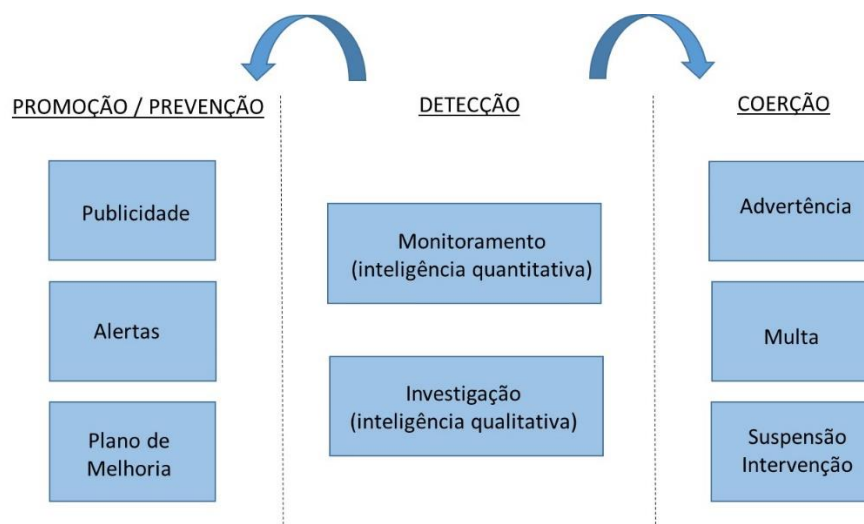 PROMOÇÃO / PREVENÇÃO
Publicidade
Alertas
Plano de
Melhoria
DETECÇÃO
Monitoramento
(inteligência quantitativa)
Investigação
(inteligência qualitativa)
COERÇÃO
Advertência
Multa
Suspensão
Intervenção